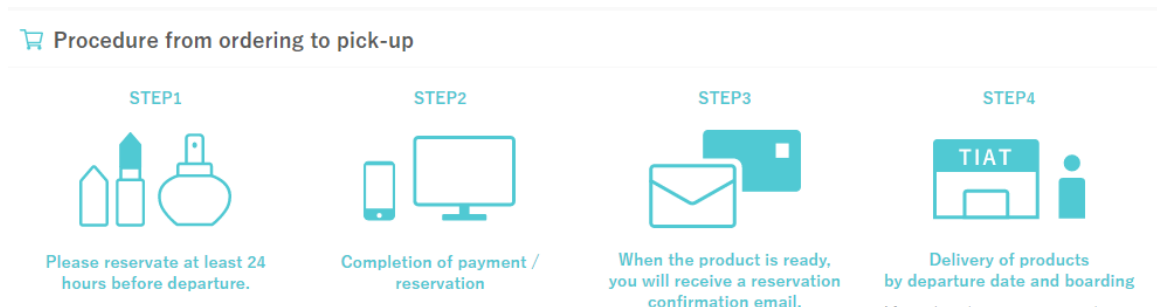 Procedure from ordering to pick-up
STEP1
STEP2
STEP3
STEP4
TIAT
Please reservate at least 24
hours before departure.
Completion of payment /
reservation
When the product is ready,
you will receive a reservation
confirmation email.
Delivery of products
by departure date and boarding